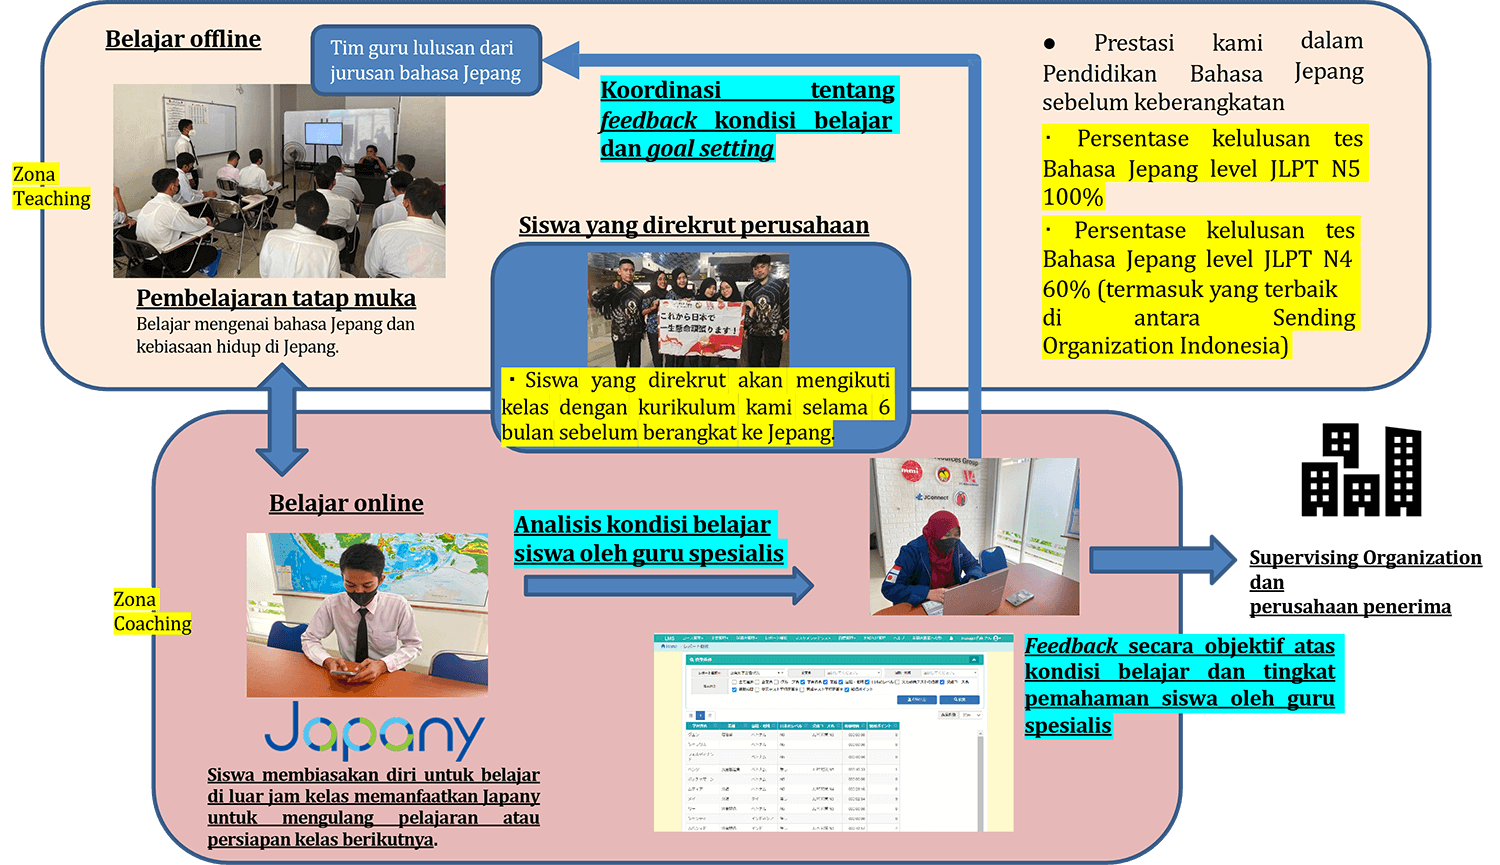 Belajar offline
Tim guru lulusan dari
jurusan bahasa Jepang
Koordinasi tentang
feedback kondisi belajar
dan goal setting
● Prestasi kami dalam
Pendidikan Bahasa Jepang
sebelum keberangkatan
・ Persentase kelulusan tes
Bahasa Jepang level JLPT N5
100%
・ Persentase kelulusan tes
Bahasa Jepang level JLPT N4
60% (termasuk yang terbaik
di antara Sending
Organization Indonesia)
Zona
Teaching
Pembelajaran tatap muka
Belajar mengenai bahasa Jepang dan
kebiasaan hidup di Jepang.
Siswa yang direkrut perusahaan
これから日本で
一生懸命頑張ります！
・ Siswa yang direkrut akan mengikuti
kelas dengan kurikulum kami selama 6
bulan sebelum berangkat ke Jepang.
Belajar online
Zona
Coaching
Japany
Siswa membiasakan diri untuk belajar
di luar jam kelas memanfaatkan Japany
untuk mengulang pelajaran atau
persiapan kelas berikutnya.
Analisis kondisi belajar
siswa oleh guru spesialis
mmi
JConnect
LMS
Supervising Organization
dan
perusahaan penerima
Feedback secara objektif atas
kondisi belajar dan tingkat
pemahaman siswa oleh guru
spesialis